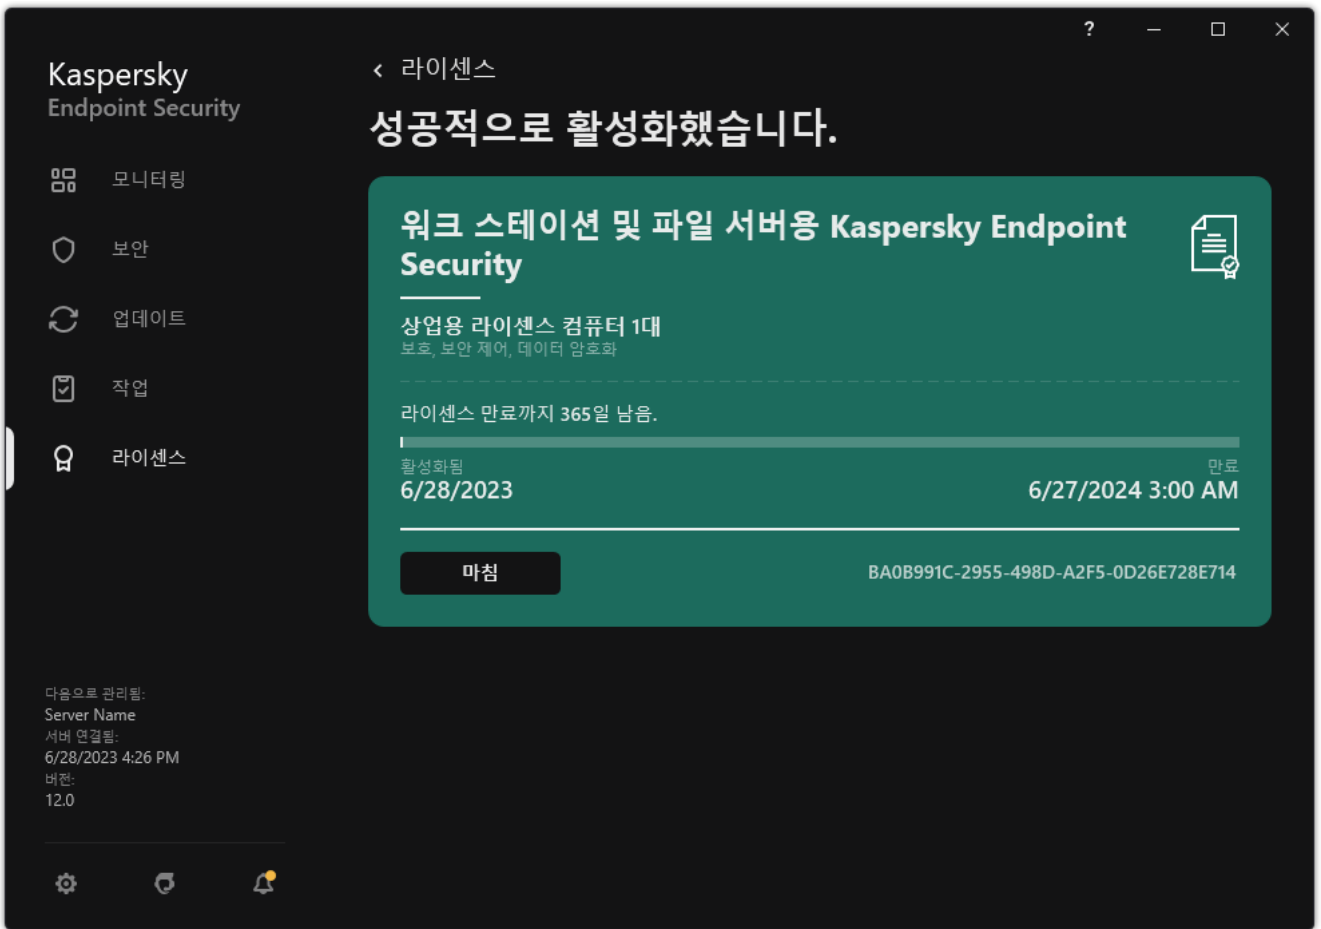 ?
Kaspersky
Endpoint Security
모니터링
보안
업데이트
작업
라이센스
다음으로 관리됨:
Server Name
서버 연결됨:
6/28/2023 4:26 PM
버전:
12.0
라이센스
성공적으로 활성화했습니다.
워크 스테이션 및 파일 서버용 Kaspersky Endpoint
Security
상업용 라이센스 컴퓨터 1대
보호, 보안 제어, 데이터 암호화
라이센스 만료까지 365일 남음.
활성화됨 만료
6/28/2023 6/27/2024 3:00 AM
마침 BA0B991C-2955-498D-A2F5-0D26E728E714